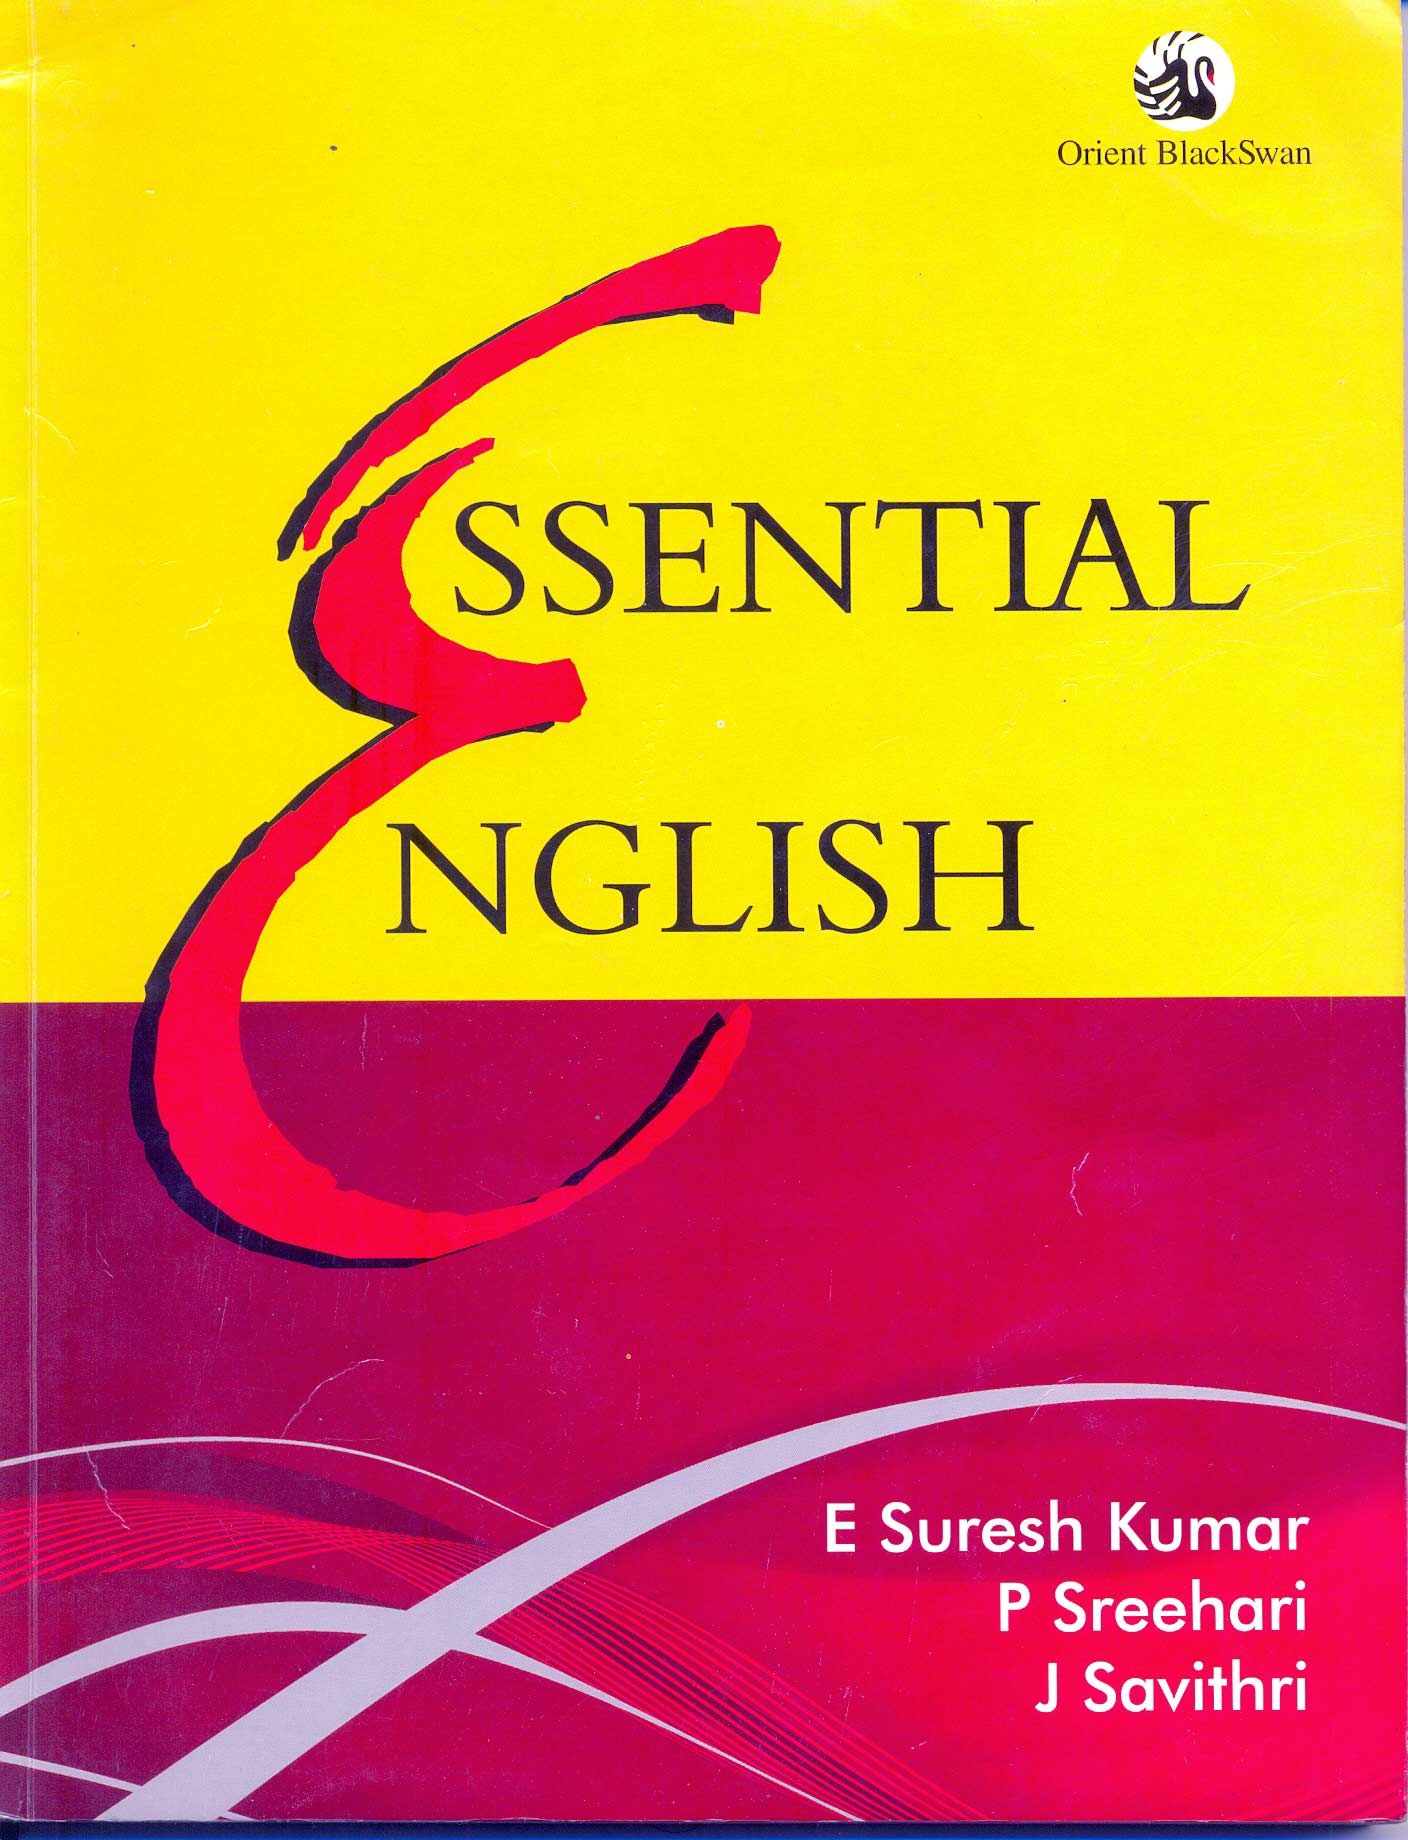 Orient BlackSwan
ESSENTIAL
ENGLISH
E Suresh Kumar
P Sreehari
J Savithri